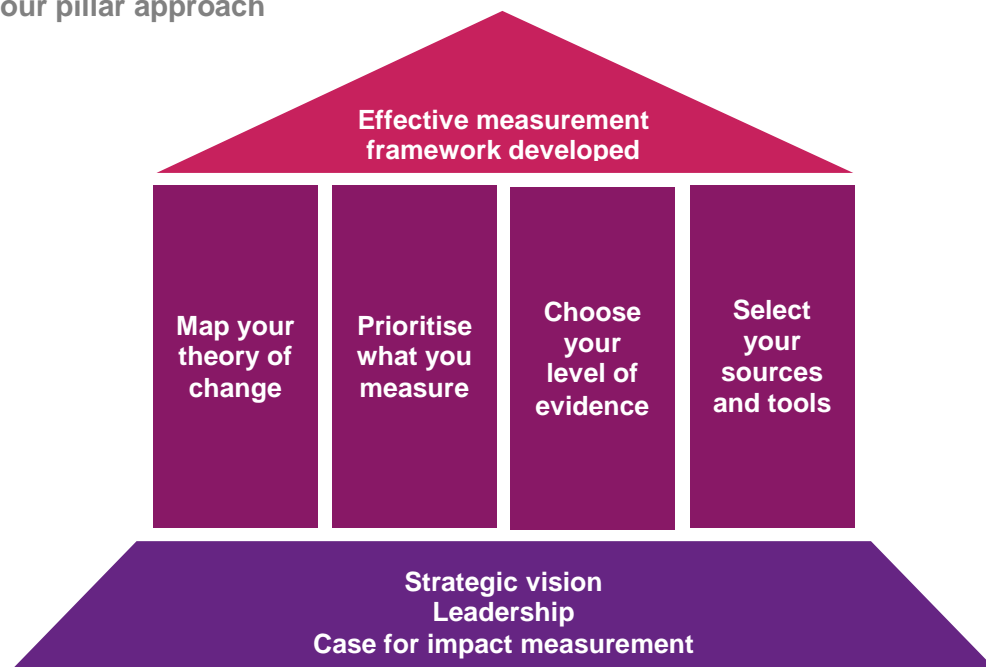 our pillar approach
Effective measurement
framework developed
Map your
theory of
change
Prioritise
what you
measure
Choose
your
level of
evidence
Select
your
sources
and tools
Strategic vision
Leadership
Case for impact measurement